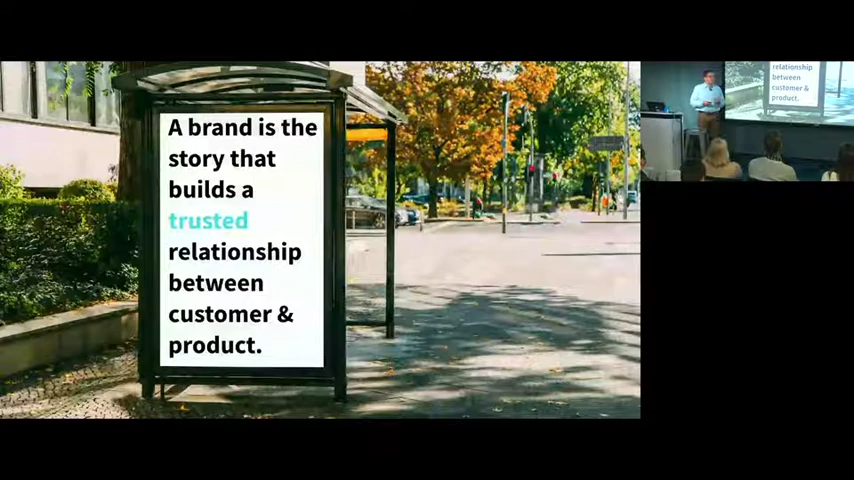 A brand is the
story that
builds a
trusted
relationship
between
customer &
product.
relationship
between
customer &
product.